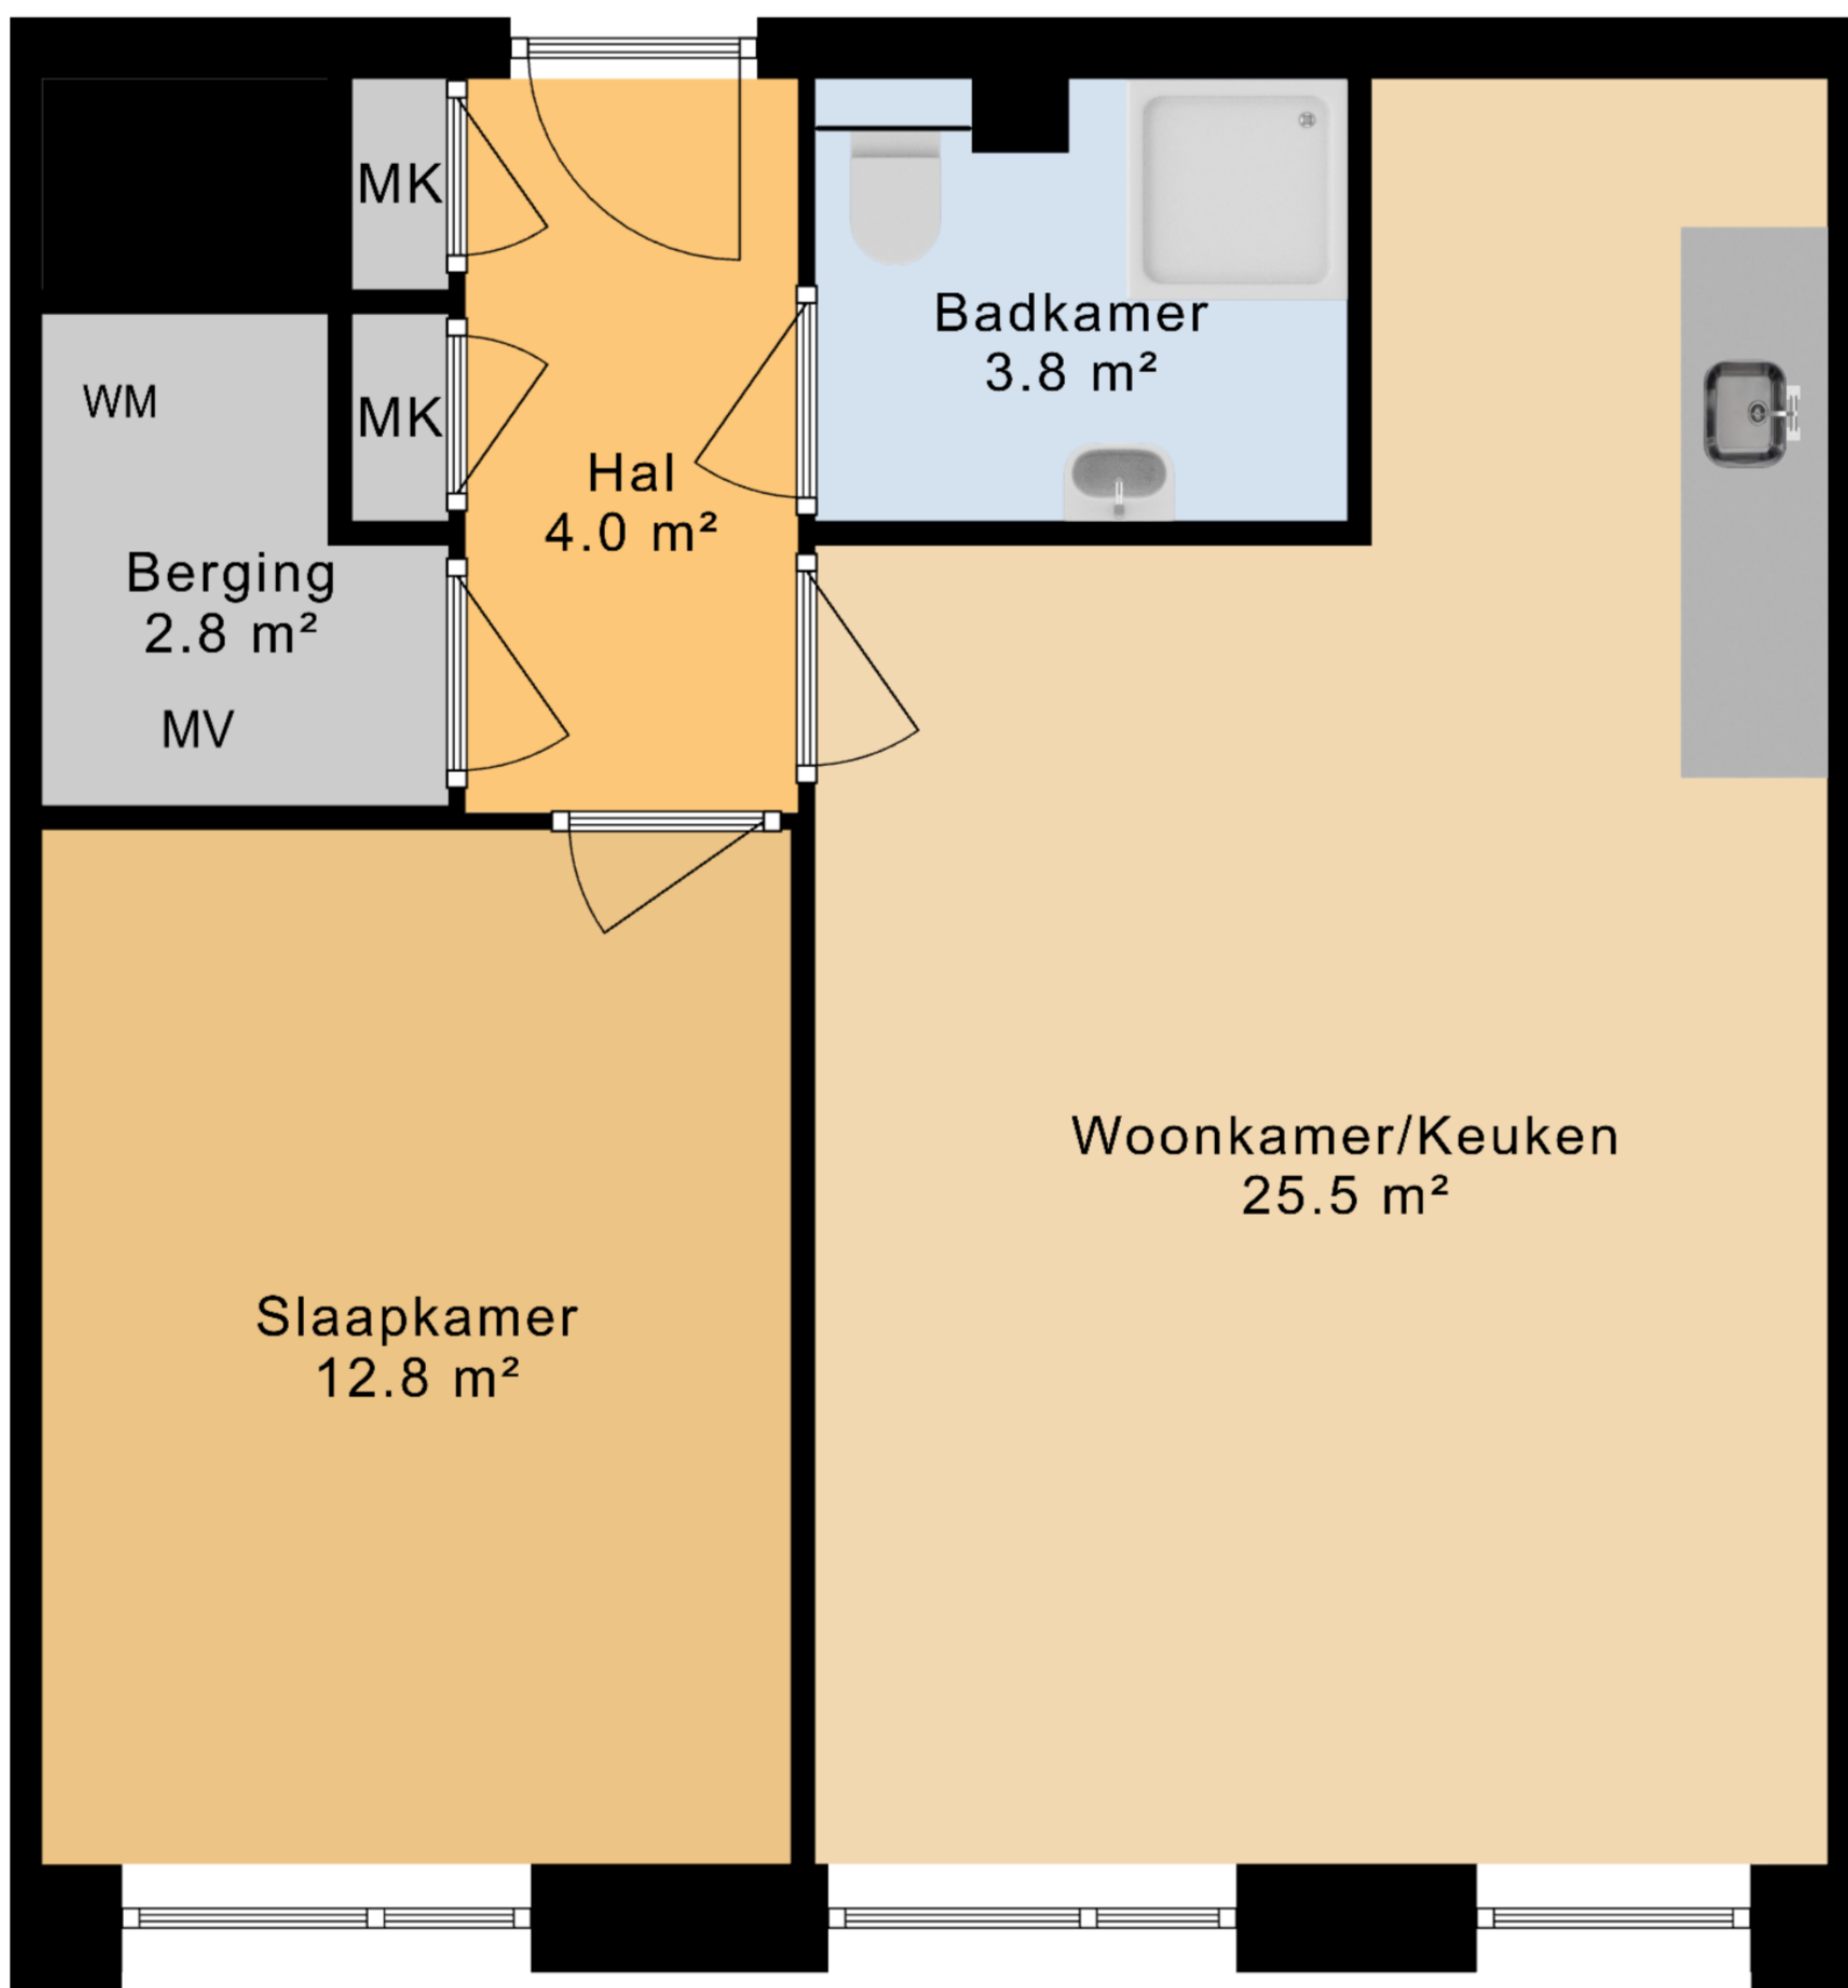 MK
Badkamer
3.8 m²
WM
MK
Hal
4.0 m²
Berging
2.8 m²
MV
Woonkamer/Keuken
25.5 m²
Slaapkamer
12.8 m²